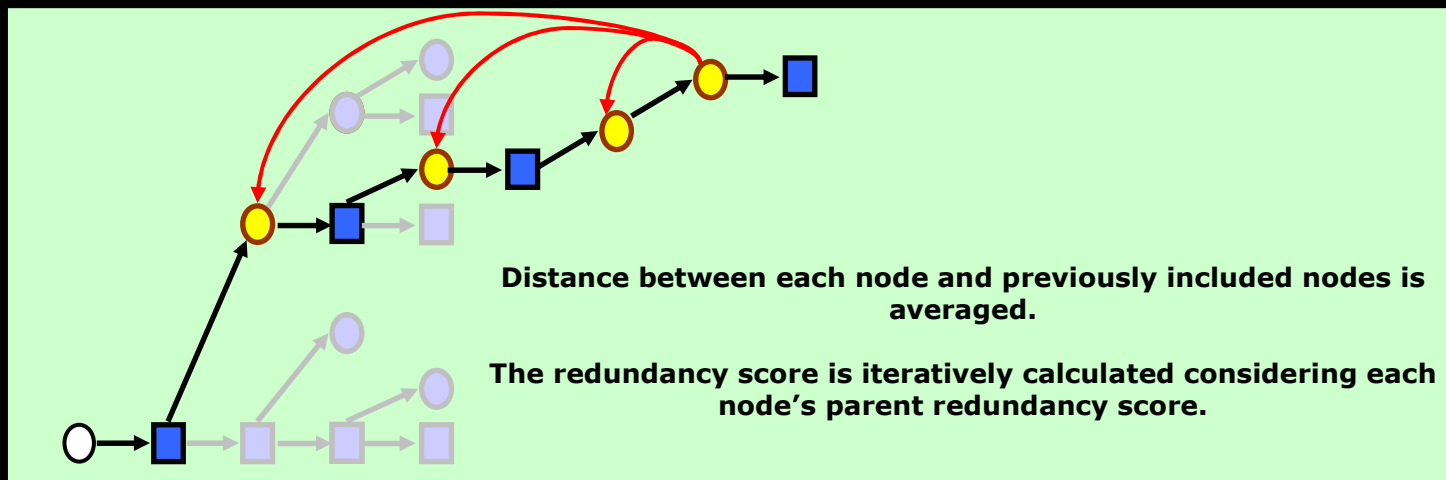 Distance between each node and previously included nodes is
averaged.
The redundancy score is iteratively calculated considering each
node’s parent redundancy score.